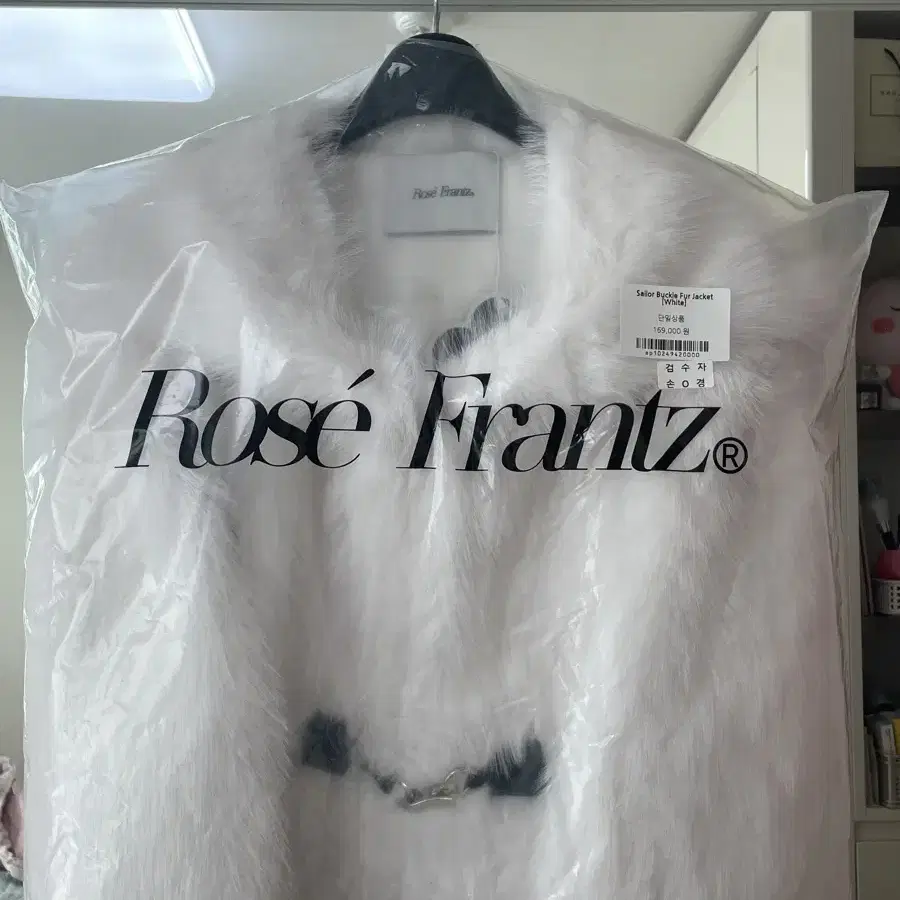 Rosé Frantz®
Sailor Buckle Fur Jacket
[White]
단일상품
169,000 원
ap10249420000
검 수 자
손 O 경
Rosé Frantz®